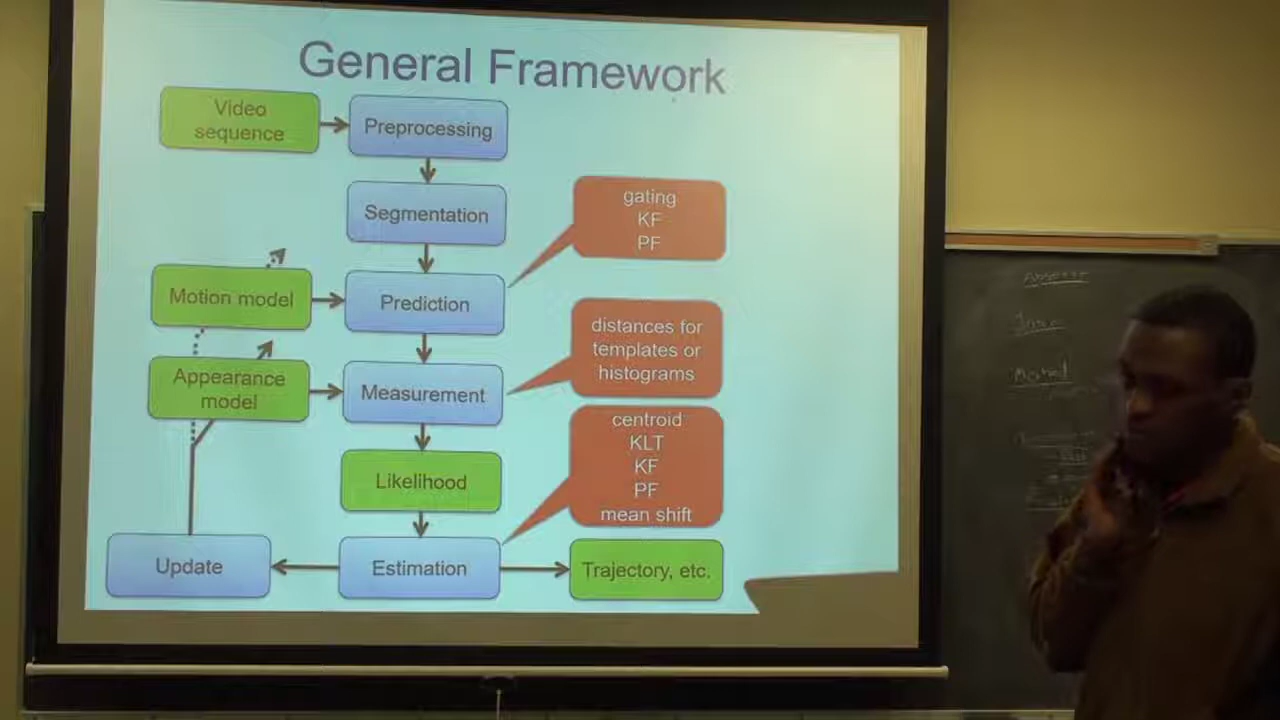 General Framework
Video
sequence
Preprocessing
Segmentation
gating
KF
PF
Motion model
Prediction
distances for
templates or
histograms
Appearance
model
Measurement
centroid
KLT
KF
PF
mean shift
Likelihood
Update
Estimation
Trajectory, etc.